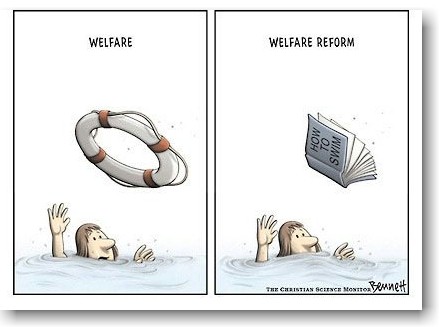 WELFARE
WELFARE REFORM
HOW
TO
SWIM
THE CHRISTIAN SCIENCE MONITOR
Bennett